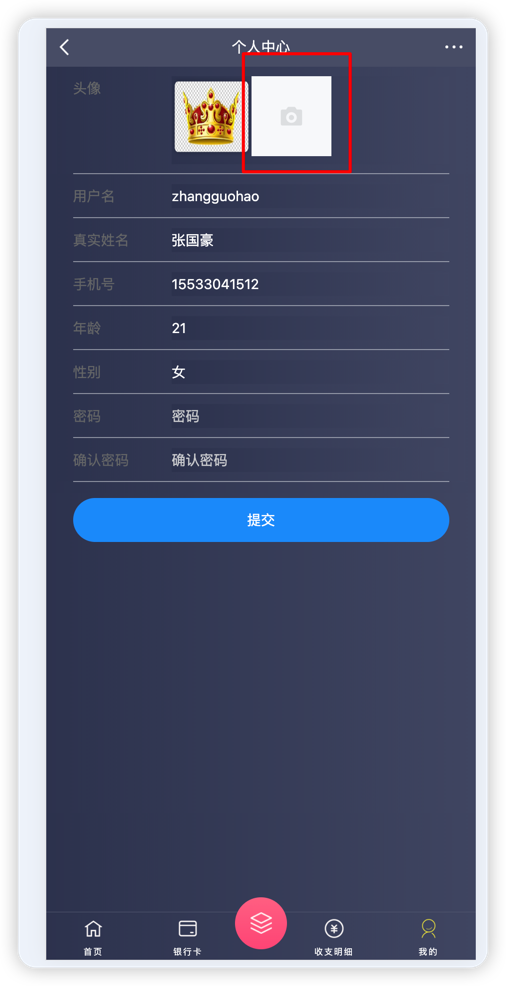 个人中心
头像
用户名 zhangguohao
真实姓名 张国豪
手机号 15533041512
年龄 21
性别 女
密码 密码
确认密码 确认密码
提交
首页 银行卡 收支明细 我的